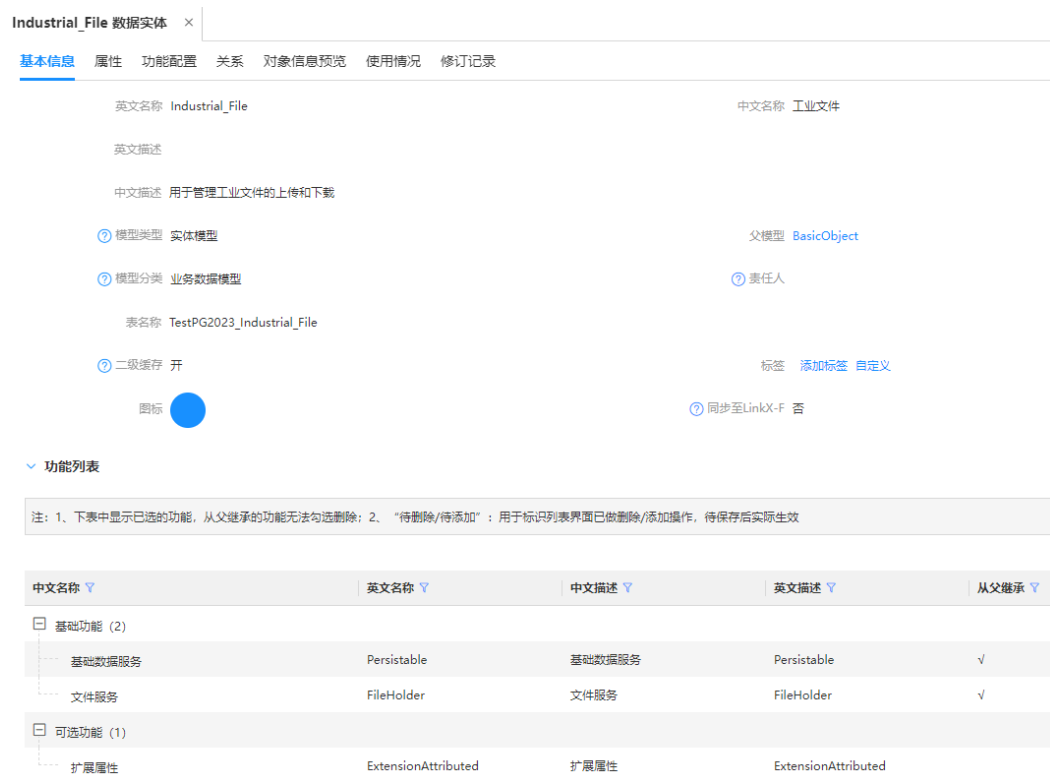 Industrial_File 数据实体 ×
基本信息 属性 功能配置 关系 对象信息预览 使用情况 修订记录
英文名称 Industrial_File 中文名称 工业文件
英文描述
中文描述 用于管理工业文件的上传和下载
? 模型类型 实体模型 父模型 BasicObject
? 模型分类 业务数据模型 ? 责任人
表名称 TestPG2023_Industrial_File
? 二级缓存 开 标签 添加标签 自定义
图标 ? 同步至LinkX-F 否
功能列表
注：1、下表中显示已选的功能，从父继承的功能无法勾选删除；2、“待删除/待添加”：用于标识列表界面已做删除/添加操作，待保存后实际生效
中文名称 英文名称 中文描述 英文描述 从父继承
基础功能 (2)
基础数据服务 Persistable 基础数据服务 Persistable √
文件服务 FileHolder 文件服务 FileHolder √
可选功能 (1)
扩展属性 ExtensionAttributed 扩展属性 ExtensionAttributed